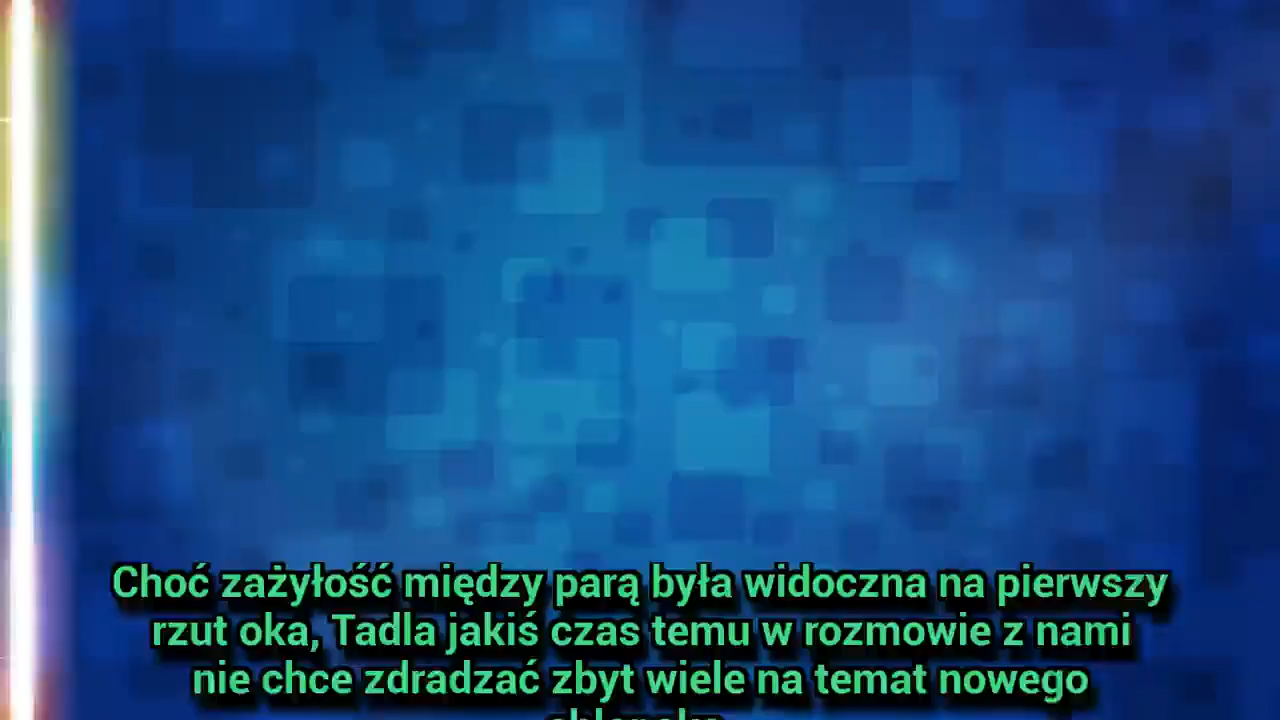 Choć zażyłość między parą była widoczna na pierwszy
rzut oka, Tadla jakiś czas temu w rozmowie z nami
nie chce zdradzać zbyt wiele na temat nowego